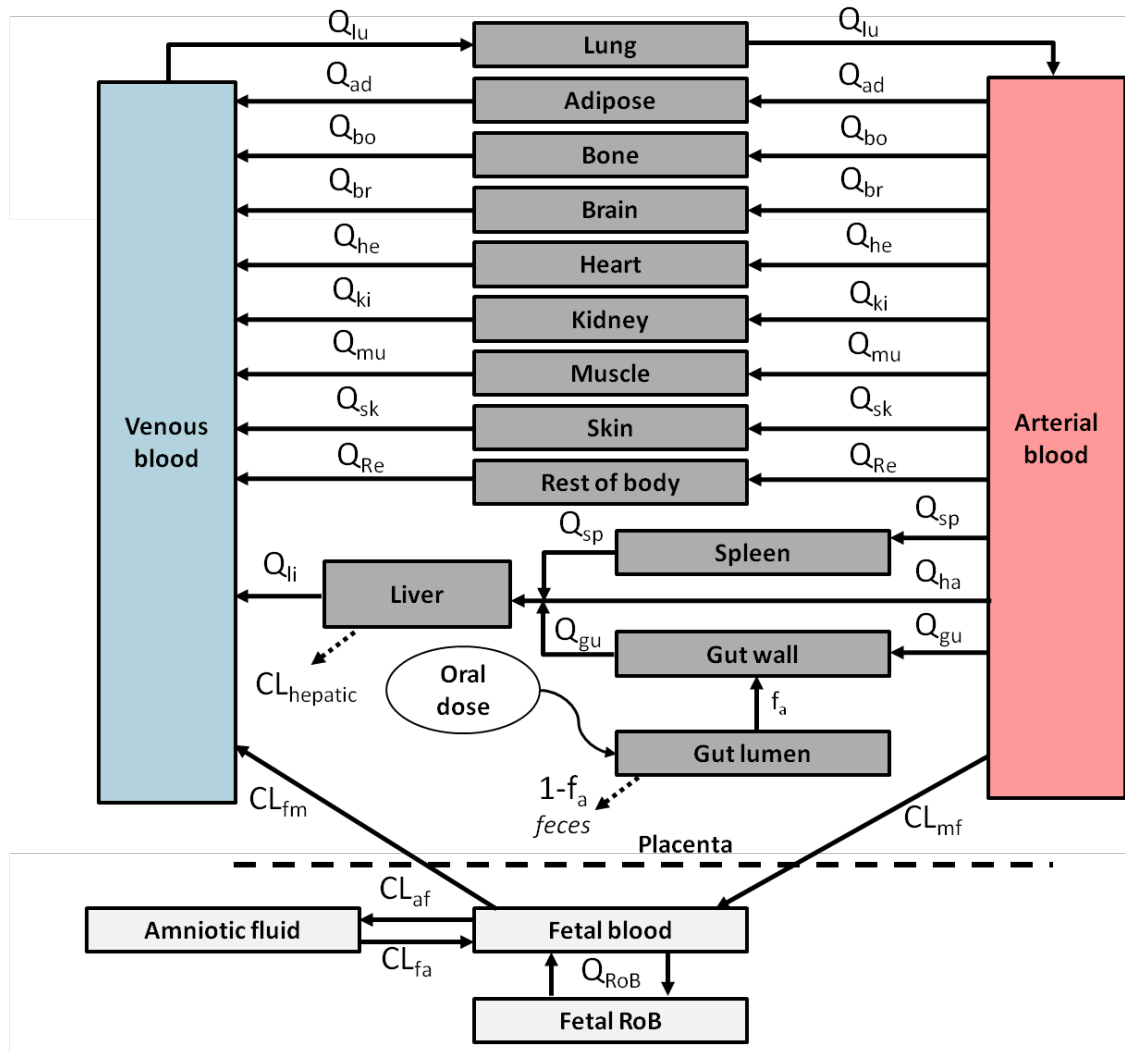 Q_lu Lung Q_lu
Q_ad Adipose Q_ad
Q_bo Bone Q_bo
Q_br Brain Q_br
Q_he Heart Q_he
Q_ki Kidney Q_ki
Q_mu Muscle Q_mu
Q_sk Skin Q_sk
Q_Re Rest of body Q_Re
Venous
blood
Arterial
blood
Q_sp Spleen Q_sp
Q_li Liver Q_ha
Q_gu Gut wall Q_gu
CL_hepatic
Oral
dose
f_a
Gut lumen
1-f_a
feces
CL_fm
CL_mf
Placenta
CL_af
Amniotic fluid
CL_fa
Fetal blood
Q_RoB
Fetal RoB